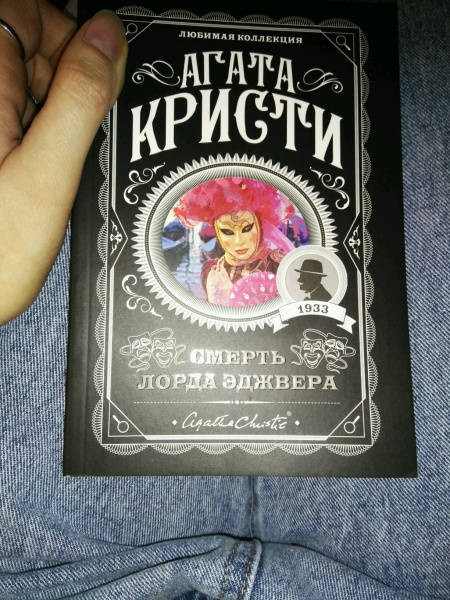 ЛЮБИМАЯ КОЛЛЕКЦИЯ
АГАТА
КРИСТИ
1933
СМЕРТЬ
ЛОРДА ЭДЖВЕРА
Agatha Christie®